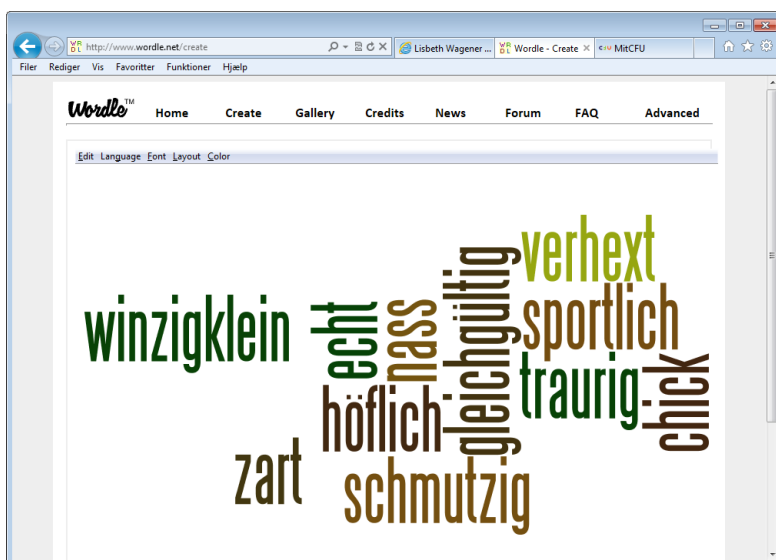 http://www.wordle.net/create
Lisbeth Wagener ...
Wordle - Create
MitCFU
Filer Rediger Vis Favoritter Funktioner Hjælp
Wordle™ Home Create Gallery Credits News Forum FAQ Advanced
Edit Language Font Layout Color
verhext
winzigklein
echt
nass
gleichgültig
sportlich
höflich
traurig
chick
zart
schmutzig